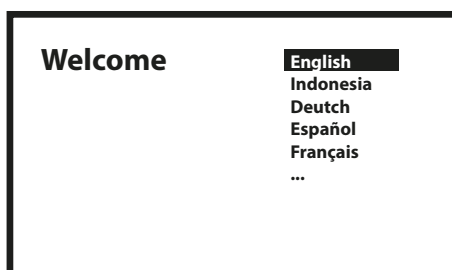 Welcome
English
Indonesia
Deutch
Español
Français
...